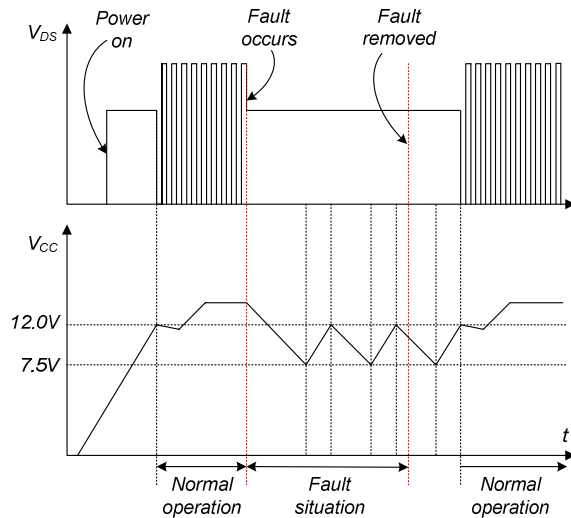 Power
on
Fault
occurs
Fault
removed
VDS
VCC
12.0V
7.5V
t
Normal
operation
Fault
situation
Normal
operation